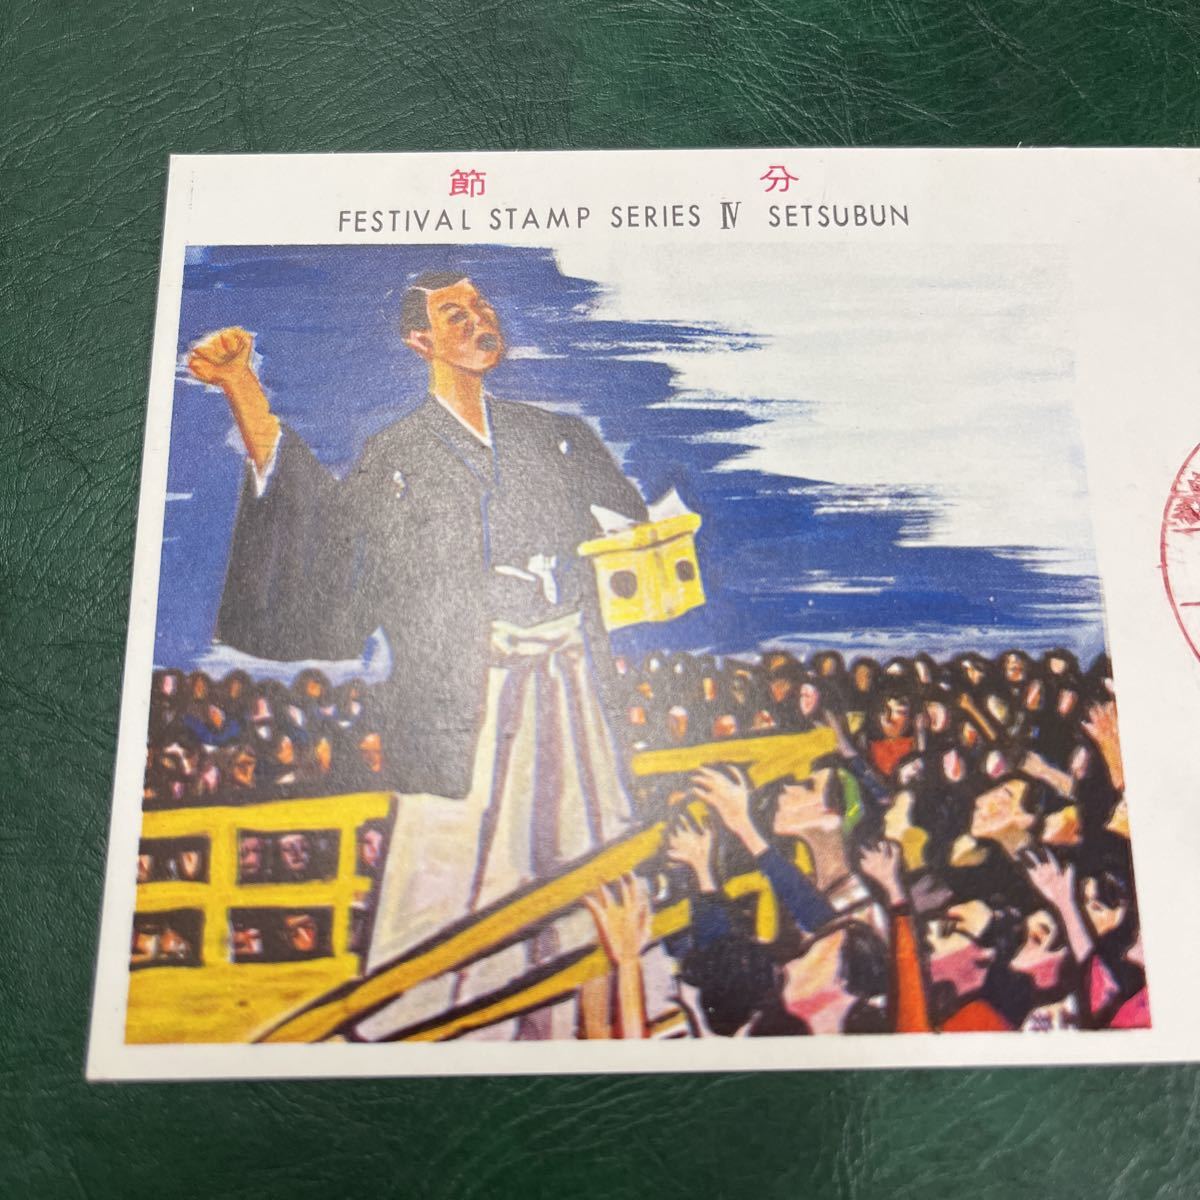 節 分
FESTIVAL STAMP SERIES Ⅳ SETSUBUN